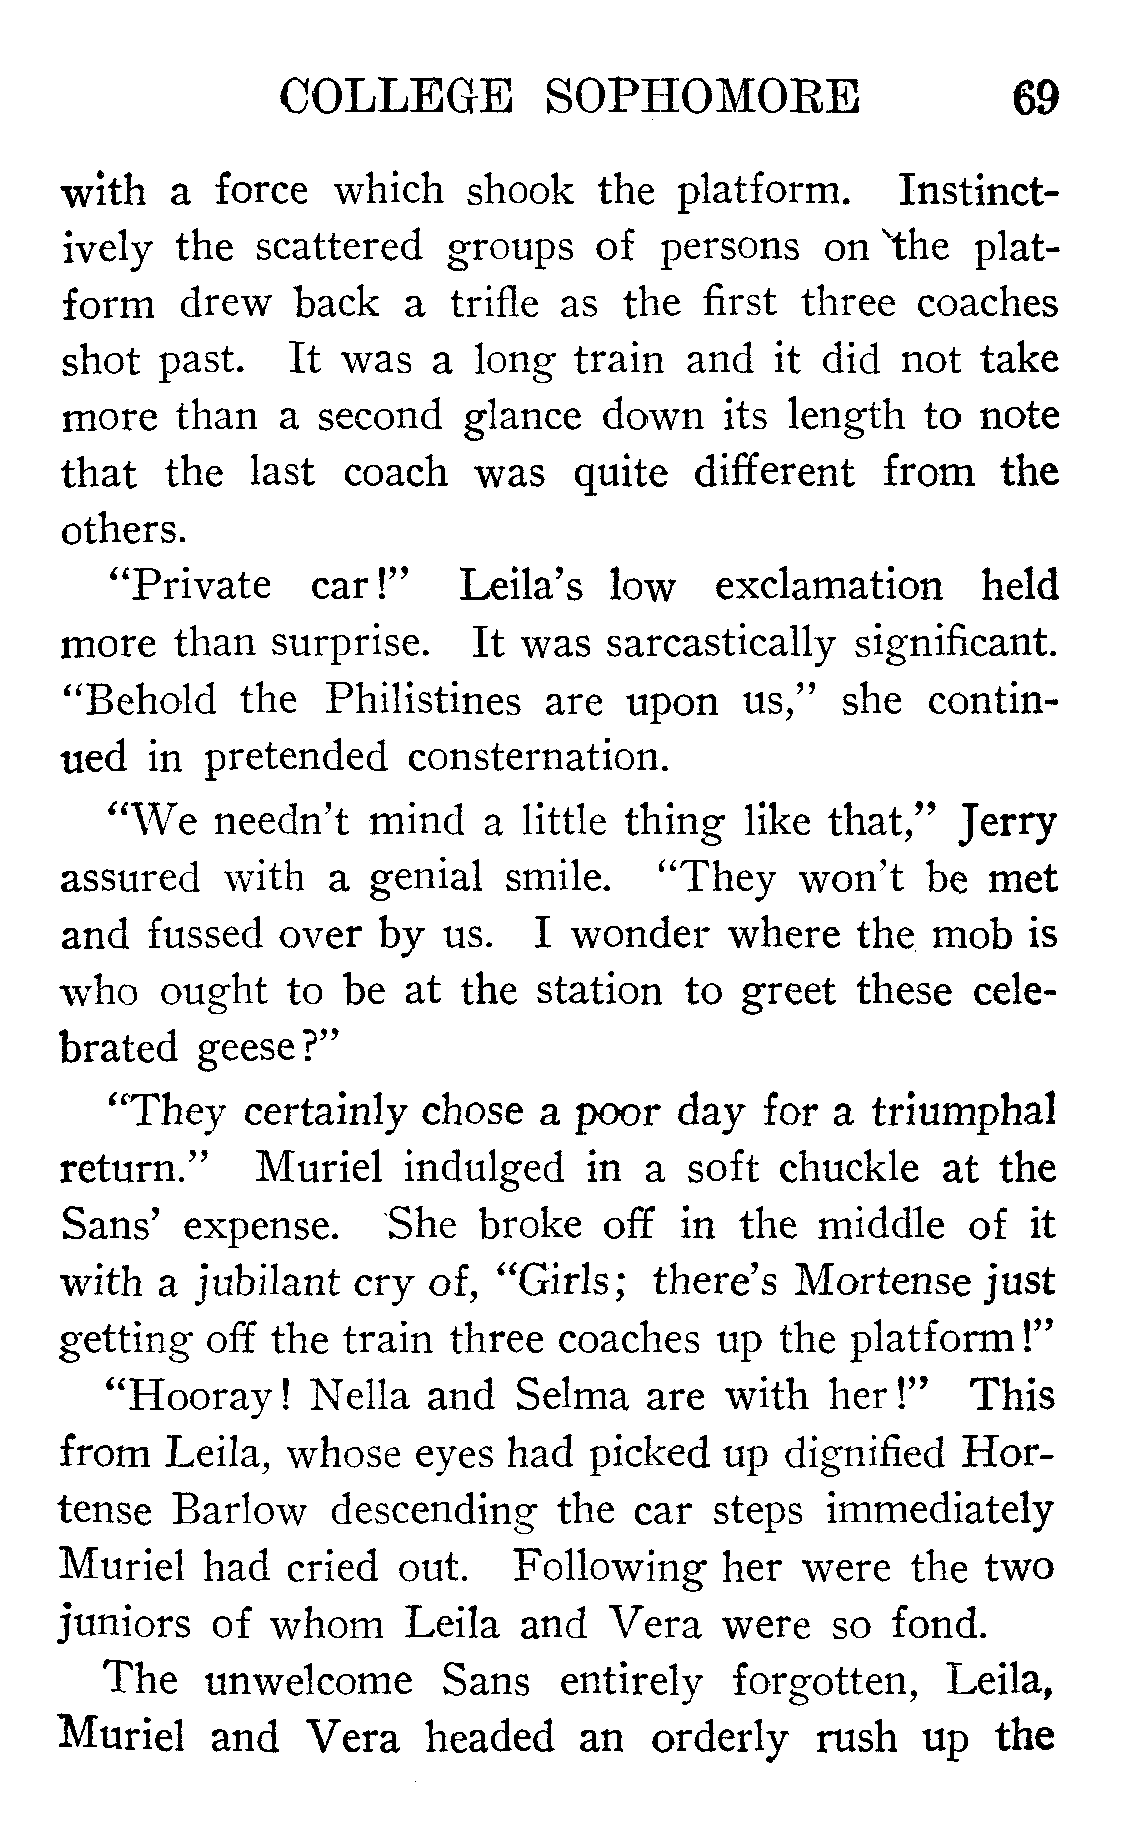 COLLEGE SOPHOMORE 69
with a force which shook the platform. Instinct-
ively the scattered groups of persons on the plat-
form drew back a trifle as the first three coaches
shot past. It was a long train and it did not take
more than a second glance down its length to note
that the last coach was quite different from the
others.
“Private car!” Leila’s low exclamation held
more than surprise. It was sarcastically significant.
“Behold the Philistines are upon us,” she contin-
ued in pretended consternation.
“We needn’t mind a little thing like that,” Jerry
assured with a genial smile. “They won’t be met
and fussed over by us. I wonder where the mob is
who ought to be at the station to greet these cele-
brated geese?”
“They certainly chose a poor day for a triumphal
return.” Muriel indulged in a soft chuckle at the
Sans’ expense. She broke off in the middle of it
with a jubilant cry of, “Girls; there’s Mortense just
getting off the train three coaches up the platform!”
“Hooray! Nella and Selma are with her!” This
from Leila, whose eyes had picked up dignified Hor-
tense Barlow descending the car steps immediately
Muriel had cried out. Following her were the two
juniors of whom Leila and Vera were so fond.
The unwelcome Sans entirely forgotten, Leila,
Muriel and Vera headed an orderly rush up the